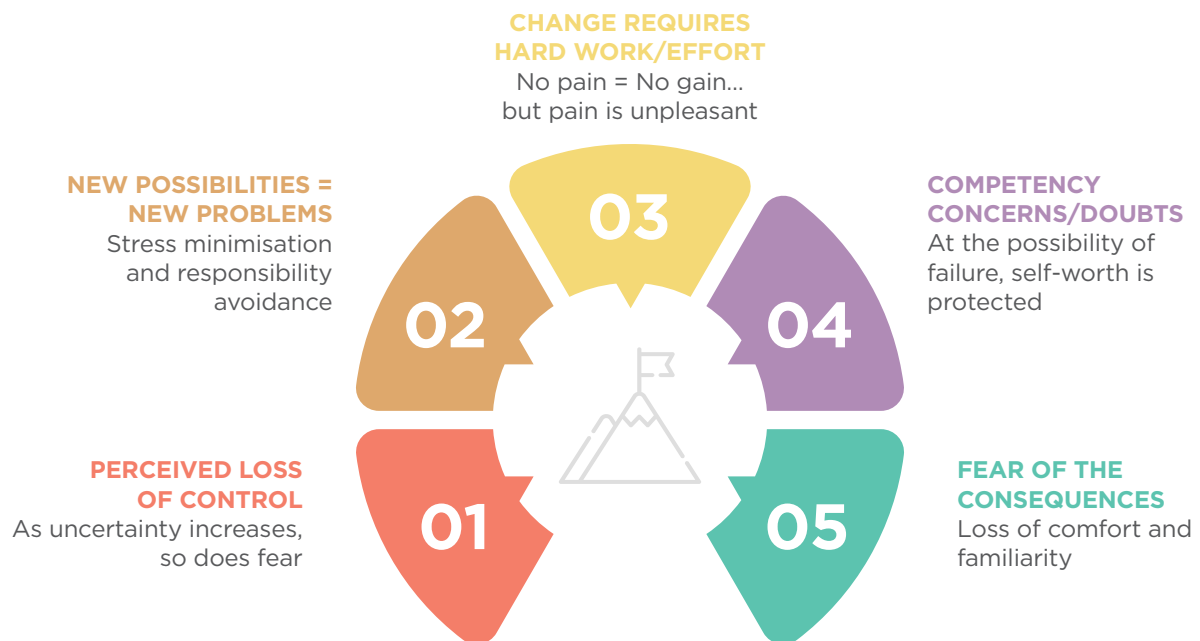 01
PERCEIVED LOSS
OF CONTROL
As uncertainty increases,
so does fear
02
NEW POSSIBILITIES =
NEW PROBLEMS
Stress minimisation
and responsibility
avoidance
03
CHANGE REQUIRES
HARD WORK/EFFORT
No pain = No gain...
but pain is unpleasant
04
COMPETENCY
CONCERNS/DOUBTS
At the possibility of
failure, self-worth is
protected
05
FEAR OF THE
CONSEQUENCES
Loss of comfort and
familiarity